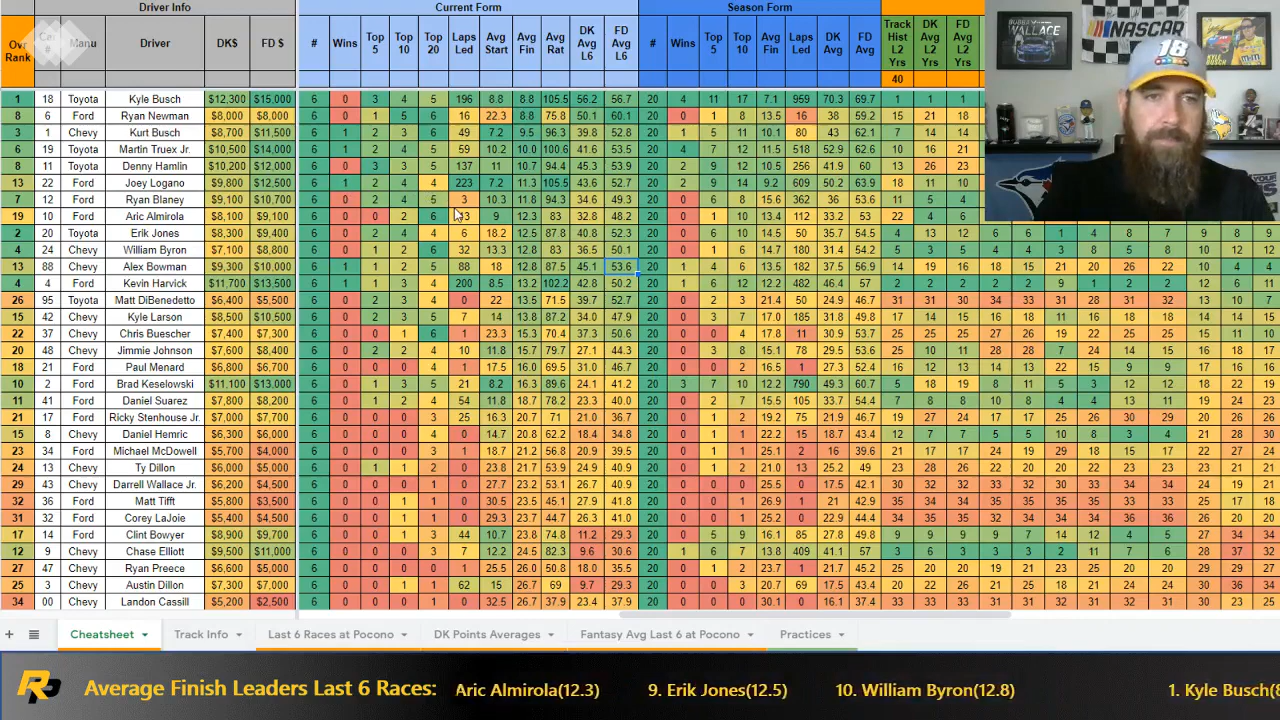 Driver Info Current Form Season Form
Ovr Rank Car # Manu Driver DK$ FD $ # Wins Top 5 Top 10 Top 20 Laps Led Avg Start Avg Fin Avg Rat DK Avg L6 FD Avg L6 # Wins Top 5 Top 10 Avg Fin Laps Led DK Avg FD Avg Track Hist L2 Yrs DK Avg L2 Yrs FD Avg L2 Yrs
40
1 18 Toyota Kyle Busch $12,300 $15,000 6 0 3 4 5 196 8.8 8.8 105.5 56.2 56.7 20 4 11 17 7.1 959 70.3 69.7 1 1 1
8 6 Ford Ryan Newman $8,000 $8,000 6 0 1 5 6 16 22.3 8.8 75.8 50.1 60.1 20 0 1 8 13.5 16 38 59.2 15 21 18
3 1 Chevy Kurt Busch $8,700 $11,500 6 1 2 3 6 49 7.2 9.5 96.3 39.8 52.8 20 1 5 11 10.1 80 43 62.1 7 14 14
6 19 Toyota Martin Truex Jr. $10,500 $14,000 6 1 2 4 5 59 10.2 10.0 100.6 41.6 53.5 20 4 7 12 11.5 518 52.9 62.6 10 16 21
8 11 Toyota Denny Hamlin $10,200 $12,000 6 0 3 3 5 137 11 10.7 94.4 45.3 53.9 20 2 9 12 10.5 256 41.9 60 13 26 23
13 22 Ford Joey Logano $9,800 $12,500 6 1 2 4 4 223 7.2 11.3 105.5 43.6 52.7 20 2 9 14 9.2 609 50.2 63.9 18 11 10
7 12 Ford Ryan Blaney $9,100 $10,700 6 0 2 4 5 3 10.3 11.8 94.3 34.6 49.3 20 0 6 8 15.6 362 36 53.6 11 5 4
19 10 Ford Aric Almirola $8,100 $9,100 6 0 0 2 6 33 9 12.3 83 32.8 48.2 20 0 1 10 13.4 112 33.2 54 22 4 6
2 20 Toyota Erik Jones $8,300 $9,400 6 0 2 4 4 6 18.2 12.5 87.8 40.8 52.3 20 0 6 10 14.5 50 35.7 54.5 4 13 12 6 6 1 4 8 7 9 9 8
4 24 Chevy William Byron $7,100 $8,800 6 0 1 2 6 32 13.3 12.8 83 36.5 50.1 20 0 1 6 14.7 180 31.4 54.2 5 3 4 5 4 3 8 5 8 10 12 12
13 88 Chevy Alex Bowman $9,300 $10,000 6 1 1 2 5 88 18 12.8 87.5 45.1 53.6 20 1 4 6 13.5 182 37.5 56.9 14 19 16 18 15 21 20 26 22 10 4 4
4 4 Ford Kevin Harvick $11,700 $13,500 6 1 1 3 4 200 8.5 13.2 102.2 43.0 50.2 20 1 6 12 12.2 482 46.4 57 2 2 2 2 9 1 2 2 10 8 8
26 95 Toyota Matt DiBenedetto $6,400 $5,500 6 0 2 3 4 0 22 13.5 71.5 39.7 52.7 20 0 2 3 21.4 50 24.9 47 31 31 30 34 33 31 28 31 32 13 10 7
15 42 Chevy Kyle Larson $8,500 $10,500 6 0 1 2 5 7 14 13.8 87.2 34.0 47.9 20 0 3 7 17.0 185 31.8 49.8 17 14 15 16 18 11 16 18 18 14 14 15
22 37 Chevy Chris Buescher $7,400 $7,300 6 0 0 1 6 1 23.3 15.3 70.4 37.3 50.6 20 0 0 4 17.8 11 30.9 53.7 25 25 25 27 26 19 22 25 25 15 11 10
20 48 Chevy Jimmie Johnson $7,600 $8,400 6 0 2 2 4 10 11.8 15.7 79.7 27.1 44.3 20 0 3 8 15.1 78 29.5 53.6 25 10 11 28 28 7 24 14 15 16 18 17
18 21 Ford Paul Menard $6,800 $6,700 6 0 0 0 4 1 17.5 16.0 69.5 31.0 46.7 20 0 0 1 16.5 1 27.3 52.4 16 12 13 14 13 22 15 9 9 17 16 16
10 2 Ford Brad Keselowski $11,100 $13,000 6 0 1 3 5 21 8.2 16.3 89.6 24.1 41.2 20 3 7 10 12.2 790 49.3 60.7 5 18 19 8 11 5 3 12 12 18 22 19
11 41 Ford Daniel Suarez $7,800 $8,200 6 0 1 2 4 54 11.8 18.7 78.2 23.3 40.0 20 0 2 7 15.5 105 33.7 54.4 8 8 9 10 10 6 7 13 11 19 24 23
21 17 Ford Ricky Stenhouse Jr. $7,000 $7,700 6 0 0 0 3 25 16.3 20.7 71 21.0 36.7 20 0 1 2 19.2 75 21.9 46.7 19 27 24 17 17 25 26 30 29 20 26 26
15 8 Chevy Daniel Hemric $6,300 $6,000 6 0 0 0 4 0 14.7 20.8 62.2 18.4 34.8 20 0 1 1 22.2 15 18.7 43.4 12 7 7 5 5 10 10 3 4 21 28 30
23 34 Ford Michael McDowell $5,700 $4,000 6 0 0 0 3 1 18.7 21.2 56.8 20.9 39.5 20 0 1 1 25.1 2 16 39.6 21 17 17 24 19 29 18 15 17 22 25 24
24 13 Chevy Ty Dillon $6,000 $5,000 6 0 1 1 2 0 23.8 21.7 53.9 24.9 40.9 20 0 1 2 21.0 13 25.2 49 23 28 26 20 20 22 23 23 22 21 22
29 43 Chevy Darrell Wallace Jr. $6,200 $4,500 6 0 0 0 3 0 27.7 23.2 53.1 26.7 40.9 20 0 0 0 25.5 0 17.5 42.1 30 32 32 32 33 23 27 32 30 24 19 21
32 36 Ford Matt Tifft $5,800 $3,500 6 0 0 1 1 0 30.5 23.5 45.1 27.9 41.8 20 0 0 1 26.9 1 21 42.9 35 34 34 35 35 33 35 33 33 25 17 18
31 32 Ford Corey LaJoie $5,400 $4,500 6 0 0 1 1 0 29.3 23.7 44.7 26.3 41.0 20 0 0 1 25.2 0 22.9 44.4 34 35 35 33 32 34 34 36 36 26 20 20
17 14 Ford Clint Bowyer $8,900 $9,700 6 0 0 0 3 44 10.7 23.8 74.8 11.2 29.3 20 0 5 9 16.1 85 27.8 49.8 9 9 9 9 7 14 12 4 5 27 34 34
12 9 Chevy Chase Elliott $9,500 $11,000 6 0 0 0 3 7 12.2 24.5 82.3 9.6 30.6 20 1 6 7 13.8 409 41.1 57 3 6 3 3 3 2 11 7 6 28 37 32
27 47 Chevy Ryan Preece $6,600 $5,000 6 0 0 0 2 0 25.5 26.0 50.8 18.0 35.5 20 0 1 2 23.7 1 21.7 45.2 25 20 20 19 21 23 21 20 20 29 27 29
25 3 Chevy Austin Dillon $7,300 $7,000 6 0 0 1 1 62 15 26.7 69 9.7 29.3 20 0 0 3 20.7 69 17.5 43.4 20 22 26 21 25 18 21 24 24 30 36 34
34 00 Chevy Landon Cassill $5,200 $2,500 6 0 0 0 1 0 32.5 26.7 37.9 23.4 37.9 20 0 0 0 30.1 0 16.1 37.4 33 33 33 31 31 32 32 31 31 30 23 25
Cheatsheet Track Info Last 6 Races at Pocono DK Points Averages Fantasy Avg Last 6 at Pocono Practices
RP Average Finish Leaders Last 6 Races: Aric Almirola(12.3) 9. Erik Jones(12.5) 10. William Byron(12.8) 1. Kyle Busch(8
BUBBA WALLACE
NASCAR
KYLE BUSCH
18